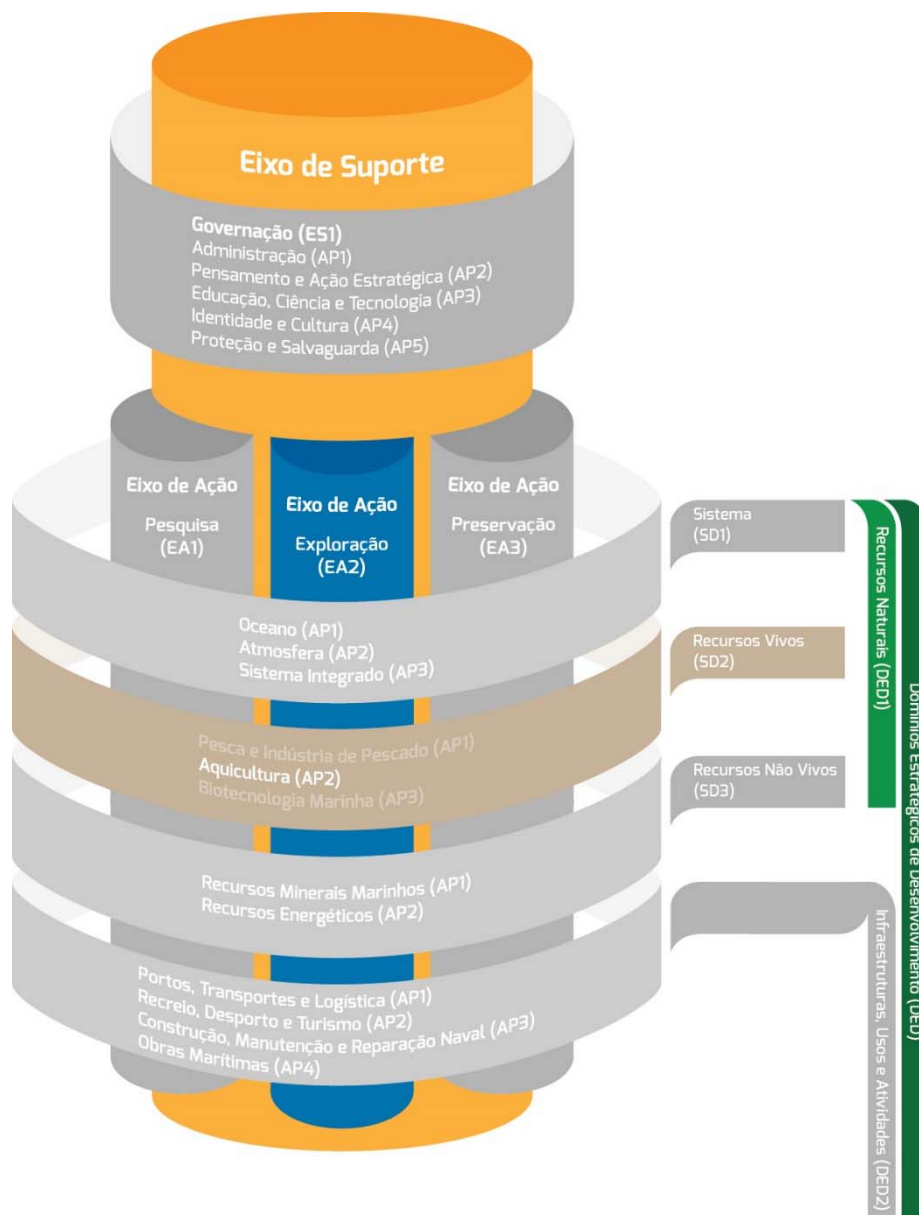 Eixo de Suporte
Governação (ES1)
Administração (AP1)
Pensamento e Ação Estratégica (AP2)
Educação, Ciência e Tecnologia (AP3)
Identidade e Cultura (AP4)
Proteção e Salvaguarda (AP5)
Eixo de Ação
Pesquisa
(EA1)
Eixo de Ação
Exploração
(EA2)
Eixo de Ação
Preservação
(EA3)
Oceano (AP1)
Atmosfera (AP2)
Sistema Integrado (AP3)
Pesca e Indústria de Pescado (AP1)
Aquicultura (AP2)
Biotecnologia Marinha (AP3)
Recursos Minerais Marinhos (AP1)
Recursos Energéticos (AP2)
Portos, Transportes e Logística (AP1)
Recreio, Desporto e Turismo (AP2)
Construção, Manutenção e Reparação Naval (AP3)
Obras Marítimas (AP4)
Sistema
(SD1)
Recursos Vivos
(SD2)
Recursos Não Vivos
(SD3)
Recursos Naturais (DED1)
Infraestruturas, Usos e Atividades (DED2)
Domínios Estratégicos de Desenvolvimento (DED)